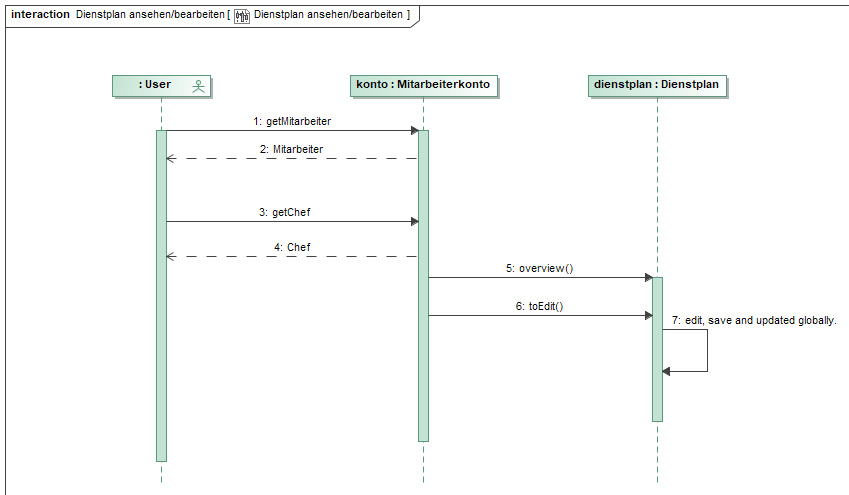 interaction Dienstplan ansehen/bearbeiten [ Dienstplan ansehen/bearbeiten ]
: User
konto : Mitarbeiterkonto
dienstplan : Dienstplan
1: getMitarbeiter
2: Mitarbeiter
3: getChef
4: Chef
5: overview()
6: toEdit()
7: edit, save and updated globally.